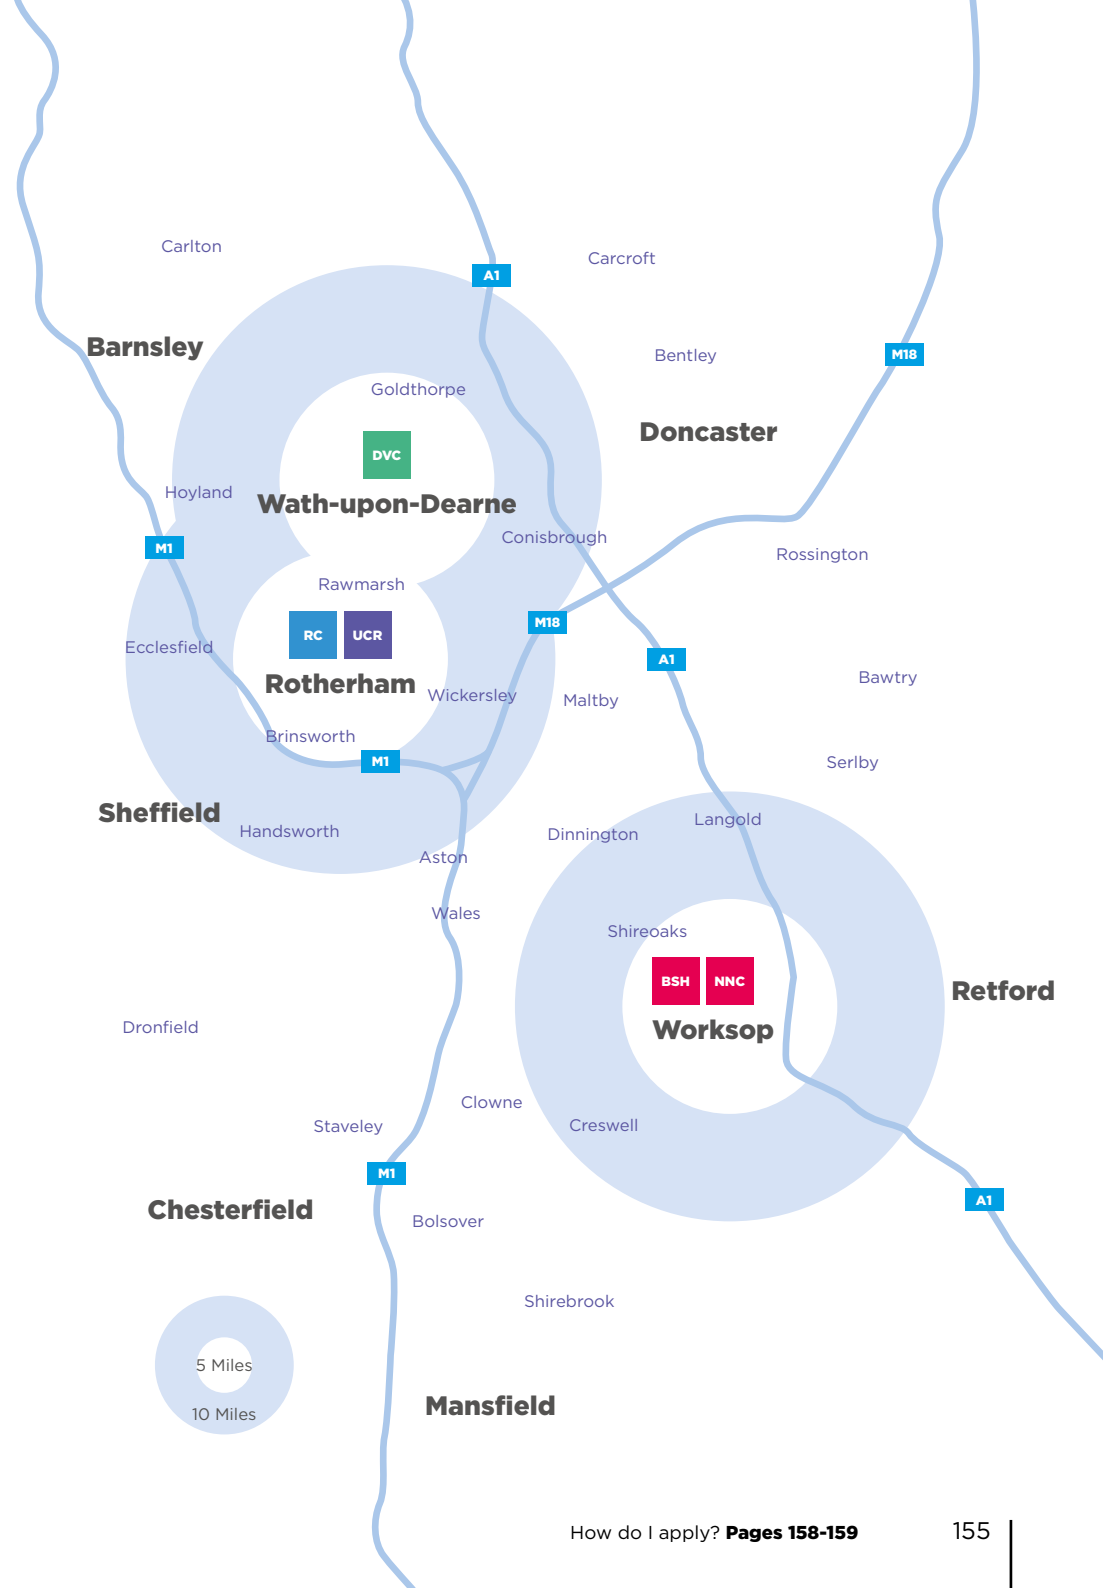 Carlton
Carcroft
A1
Barnsley
Bentley
M18
Goldthorpe
Doncaster
DVC
Hoyland
Wath-upon-Dearne
Conisbrough
M1
Rossington
Rawmarsh
M18
RC
UCR
Ecclesfield
A1
Rotherham
Bawtry
Wickersley
Maltby
Brinsworth
M1
Serlby
Sheffield
Langold
Handsworth
Dinnington
Aston
Wales
Shireoaks
BSH
NNC
Retford
Dronfield
Worksop
Clowne
Staveley
Creswell
M1
A1
Chesterfield
Bolsover
Shirebrook
5 Miles
10 Miles
Mansfield
How do I apply? Pages 158-159
155